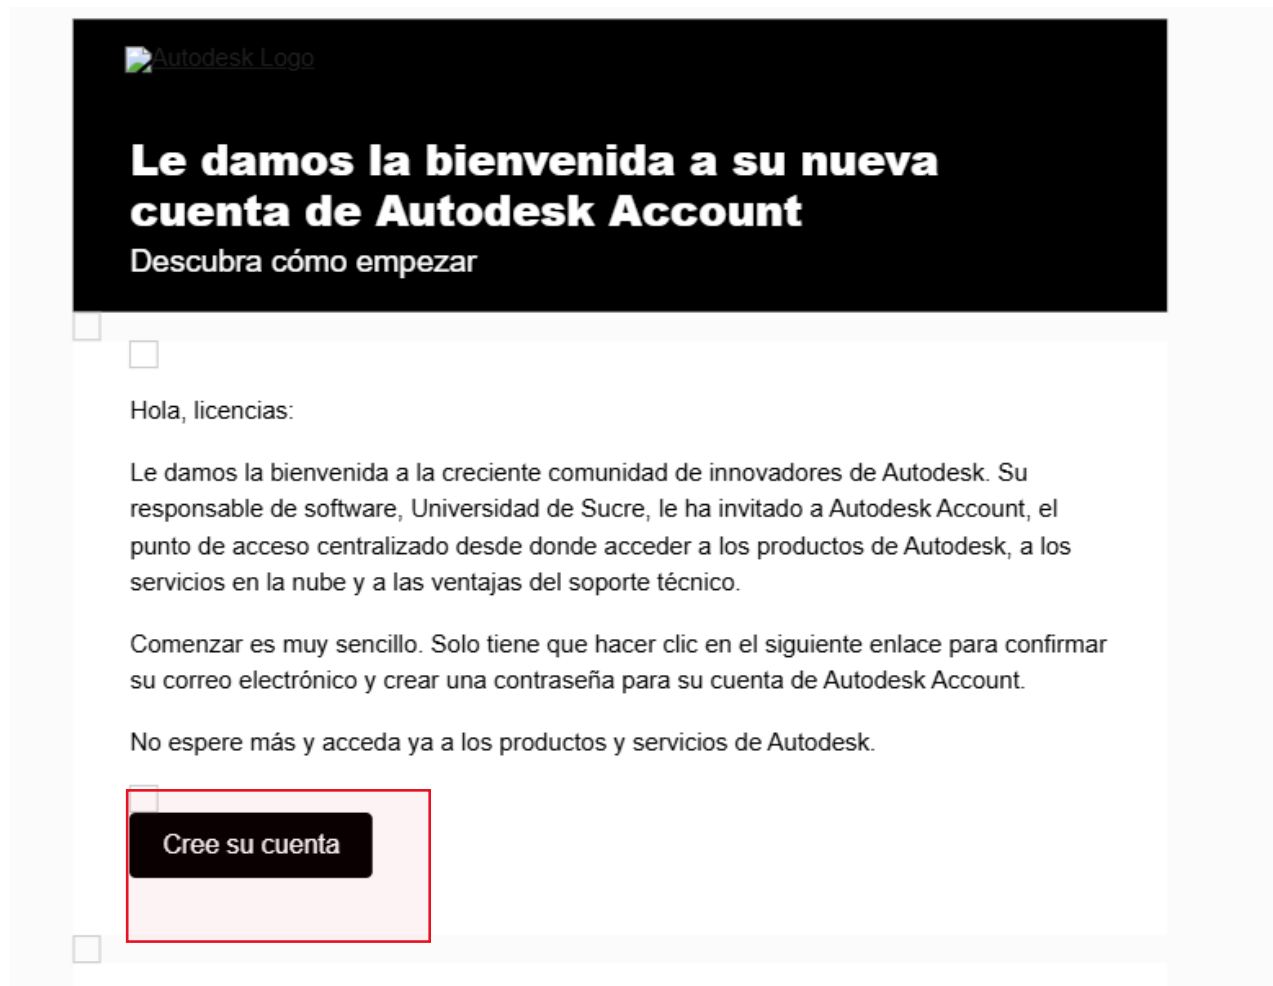 Autodesk Logo
Le damos la bienvenida a su nueva
cuenta de Autodesk Account
Descubra cómo empezar
Hola, licencias:
Le damos la bienvenida a la creciente comunidad de innovadores de Autodesk. Su
responsable de software, Universidad de Sucre, le ha invitado a Autodesk Account, el
punto de acceso centralizado desde donde acceder a los productos de Autodesk, a los
servicios en la nube y a las ventajas del soporte técnico.
Comenzar es muy sencillo. Solo tiene que hacer clic en el siguiente enlace para confirmar
su correo electrónico y crear una contraseña para su cuenta de Autodesk Account.
No espere más y acceda ya a los productos y servicios de Autodesk.
Cree su cuenta